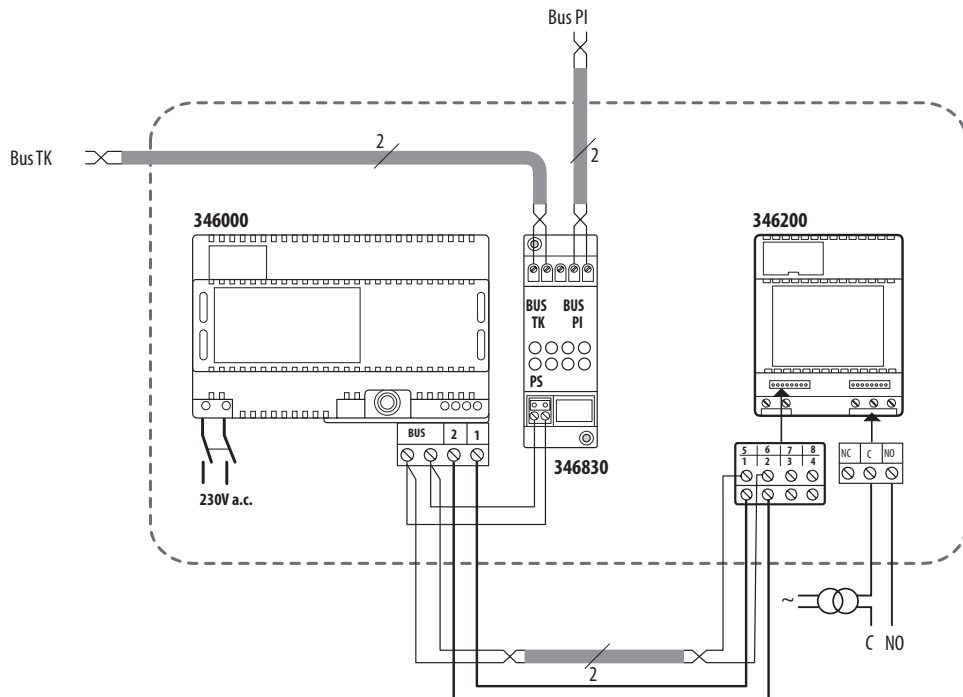 Bus PI
2
2
Bus TK
346000
346200
BUS BUS
TK PI
PS
BUS 2 1
346830
230V a.c.
5 6 7 8
1 2 3 4
NC C NO
~
C NO
2